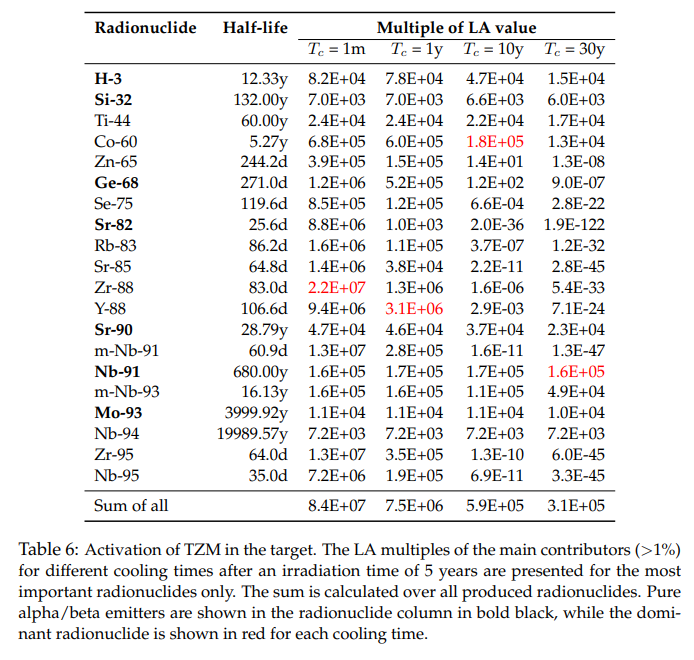 Radionuclide Half-life Multiple of LA value
Tc = 1m Tc = 1y Tc = 10y Tc = 30y
H-3 12.33y 8.2E+04 7.8E+04 4.7E+04 1.5E+04
Si-32 132.00y 7.0E+03 7.0E+03 6.6E+03 6.0E+03
Ti-44 60.00y 2.4E+04 2.4E+04 2.2E+04 1.7E+04
Co-60 5.27y 6.8E+05 6.0E+05 1.8E+05 1.3E+04
Zn-65 244.2d 3.9E+05 1.5E+05 1.4E+01 1.3E-08
Ge-68 271.0d 1.2E+06 5.2E+05 1.2E+02 9.0E-07
Se-75 119.6d 8.5E+05 1.2E+05 6.6E-04 2.8E-22
Sr-82 25.6d 8.8E+06 1.0E+03 2.0E-36 1.9E-122
Rb-83 86.2d 1.6E+06 1.1E+05 3.7E-07 1.2E-32
Sr-85 64.8d 1.4E+06 3.8E+04 2.2E-11 2.8E-45
Zr-88 83.0d 2.2E+07 1.3E+06 1.6E-06 5.4E-33
Y-88 106.6d 9.4E+06 3.1E+06 2.9E-03 7.1E-24
Sr-90 28.79y 4.7E+04 4.6E+04 3.7E+04 2.3E+04
m-Nb-91 60.9d 1.3E+07 2.8E+05 1.6E-11 1.3E-47
Nb-91 680.00y 1.6E+05 1.7E+05 1.7E+05 1.6E+05
m-Nb-93 16.13y 1.6E+05 1.6E+05 1.1E+05 4.9E+04
Mo-93 3999.92y 1.1E+04 1.1E+04 1.1E+04 1.0E+04
Nb-94 19989.57y 7.2E+03 7.2E+03 7.2E+03 7.2E+03
Zr-95 64.0d 1.3E+07 3.5E+05 1.3E-10 6.0E-45
Nb-95 35.0d 7.2E+06 1.9E+05 6.9E-11 3.3E-45
Sum of all 8.4E+07 7.5E+06 5.9E+05 3.1E+05
Table 6: Activation of TZM in the target. The LA multiples of the main contributors (>1%)
for different cooling times after an irradiation time of 5 years are presented for the most
important radionuclides only. The sum is calculated over all produced radionuclides. Pure
alpha/beta emitters are shown in the radionuclide column in bold black, while the domi-
nant radionuclide is shown in red for each cooling time.